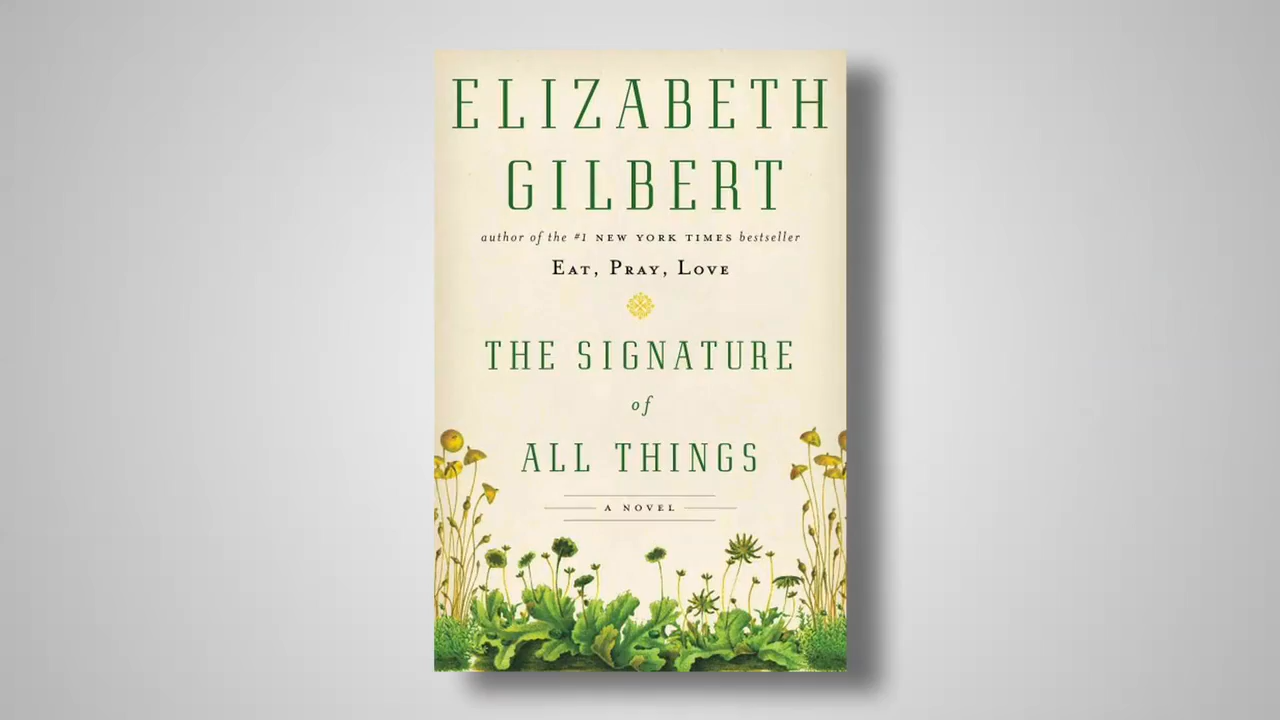 ELIZABETH
GILBERT
author of the #1 NEW YORK TIMES bestseller
EAT, PRAY, LOVE
THE SIGNATURE
of
ALL THINGS
A NOVEL